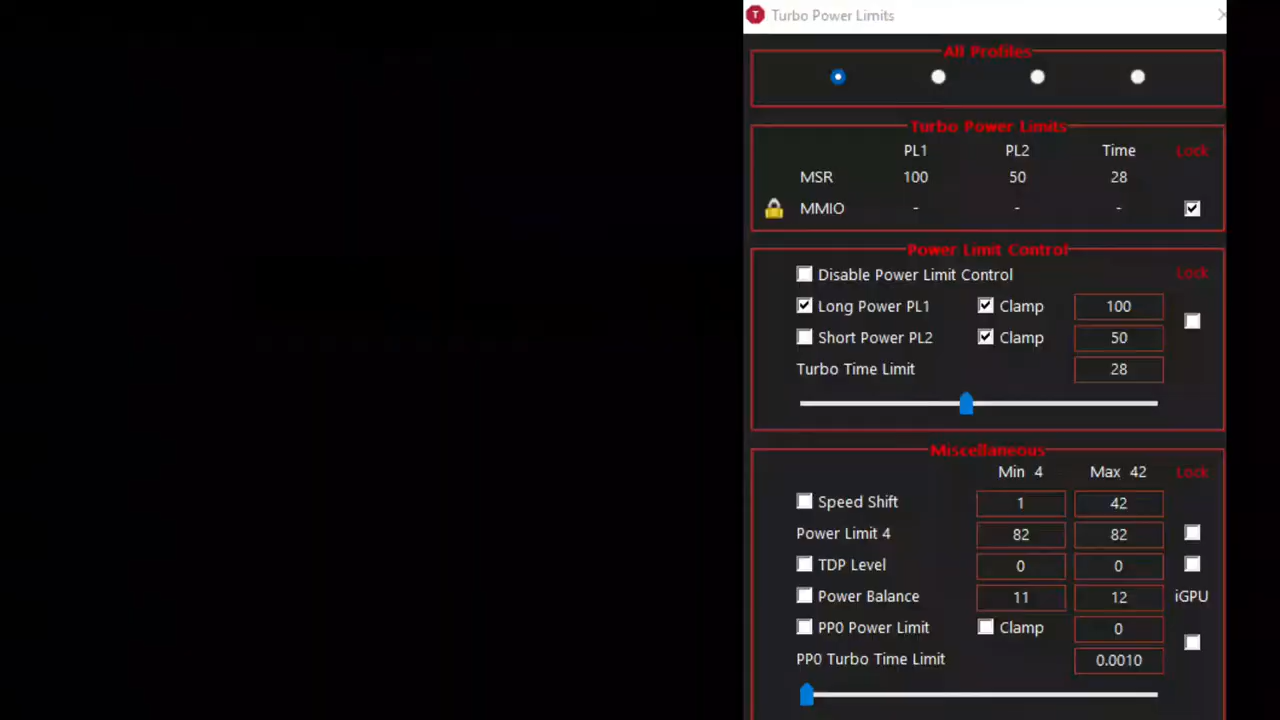 T Turbo Power Limits
All Profiles
Turbo Power Limits
PL1 PL2 Time Lock
MSR 100 50 28
MMIO - - -
Power Limit Control
Disable Power Limit Control Lock
Long Power PL1 Clamp 100
Short Power PL2 Clamp 50
Turbo Time Limit 28
Miscellaneous
Min 4 Max 42 Lock
Speed Shift 1 42
Power Limit 4 82 82
TDP Level 0 0
Power Balance 11 12 iGPU
PP0 Power Limit Clamp 0
PP0 Turbo Time Limit 0.0010